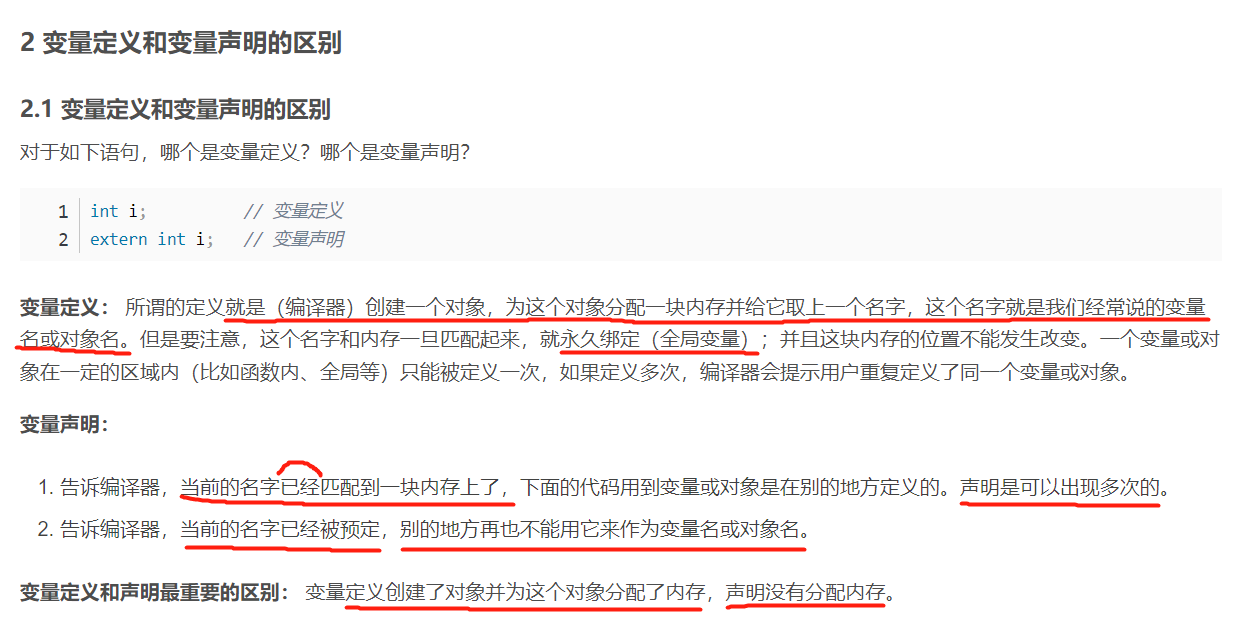 2 变量定义和变量声明的区别
2.1 变量定义和变量声明的区别
对于如下语句，哪个是变量定义？哪个是变量声明？
1 int i; // 变量定义
2 extern int i; // 变量声明
变量定义： 所谓的定义就是（编译器）创建一个对象，为这个对象分配一块内存并给它取上一个名字，这个名字就是我们经常说的变量
名或对象名。但是要注意，这个名字和内存一旦匹配起来，就永久绑定（全局变量）；并且这块内存的位置不能发生改变。一个变量或对
象在一定的区域内（比如函数内、全局等）只能被定义一次，如果定义多次，编译器会提示用户重复定义了同一个变量或对象。
变量声明：
1. 告诉编译器，当前的名字已经匹配到一块内存上了，下面的代码用到变量或对象是在别的地方定义的。声明是可以出现多次的。
2. 告诉编译器，当前的名字已经被预定，别的地方再也不能用它来作为变量名或对象名。
变量定义和声明最重要的区别： 变量定义创建了对象并为这个对象分配了内存，声明没有分配内存。